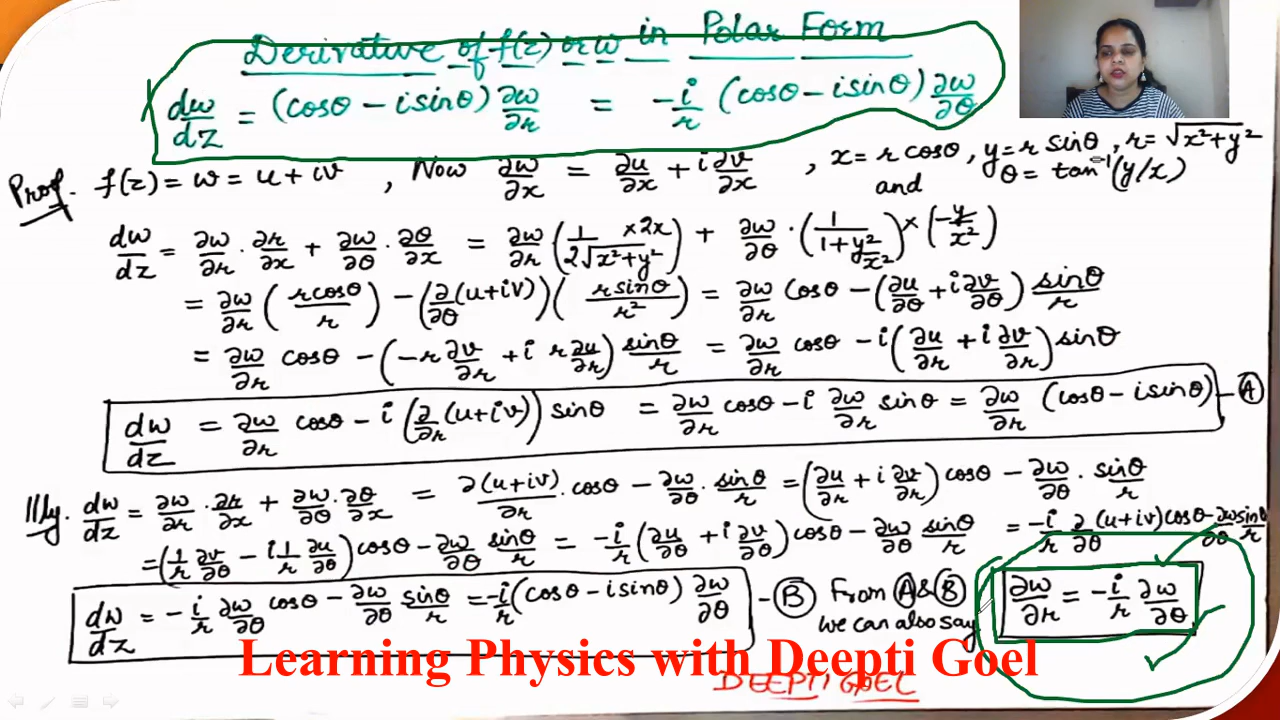 Derivative of f(z) or w in Polar Form
dw/dz = (cosθ - i sinθ) ∂w/∂r = -i/r (cosθ - i sinθ) ∂w/∂θ
Prof. f(z) = w = u + iv , Now ∂w/∂x = ∂u/∂x + i ∂v/∂x , x = r cosθ, y = r sinθ, r = √x²+y²
and θ = tan⁻¹(y/x)
dw/dz = ∂w/∂r · ∂r/∂x + ∂w/∂θ · ∂θ/∂x = ∂w/∂r (1/2√x²+y² × 2x) + ∂w/∂θ · (1/1+y²/x²) × (-y/x²)
= ∂w/∂r (r cosθ/r) - (∂/∂θ (u+iv)) (r sinθ/r²) = ∂w/∂r cosθ - (∂u/∂θ + i ∂v/∂θ) sinθ/r
= ∂w/∂r cosθ - (-r ∂v/∂r + i r ∂u/∂r) sinθ/r = ∂w/∂r cosθ - i (∂u/∂r + i ∂v/∂r) sinθ
dw/dz = ∂w/∂r cosθ - i (∂/∂r (u+iv)) sinθ = ∂w/∂r cosθ - i ∂w/∂r sinθ = ∂w/∂r (cosθ - i sinθ) - A
Illy. dw/dz = ∂w/∂r · ∂r/∂x + ∂w/∂θ · ∂θ/∂x = ∂(u+iv)/∂r · cosθ - ∂w/∂θ · sinθ/r = (∂u/∂r + i ∂v/∂r) cosθ - ∂w/∂θ · sinθ/r
= (1/r ∂v/∂θ - i 1/r ∂u/∂θ) cosθ - ∂w/∂θ sinθ/r = -i/r (∂u/∂θ + i ∂v/∂θ) cosθ - ∂w/∂θ sinθ/r = -i/r ∂/∂θ (u+iv) cosθ - ∂w/∂θ sinθ/r
dw/dz = -i/r ∂w/∂θ cosθ - ∂w/∂θ sinθ/r = -i/r (cosθ - i sinθ) ∂w/∂θ - B From A & B
we can also say ∂w/∂r = -i/r ∂w/∂θ
Learning Physics with Deepti Goel
DEEPTI GOEL